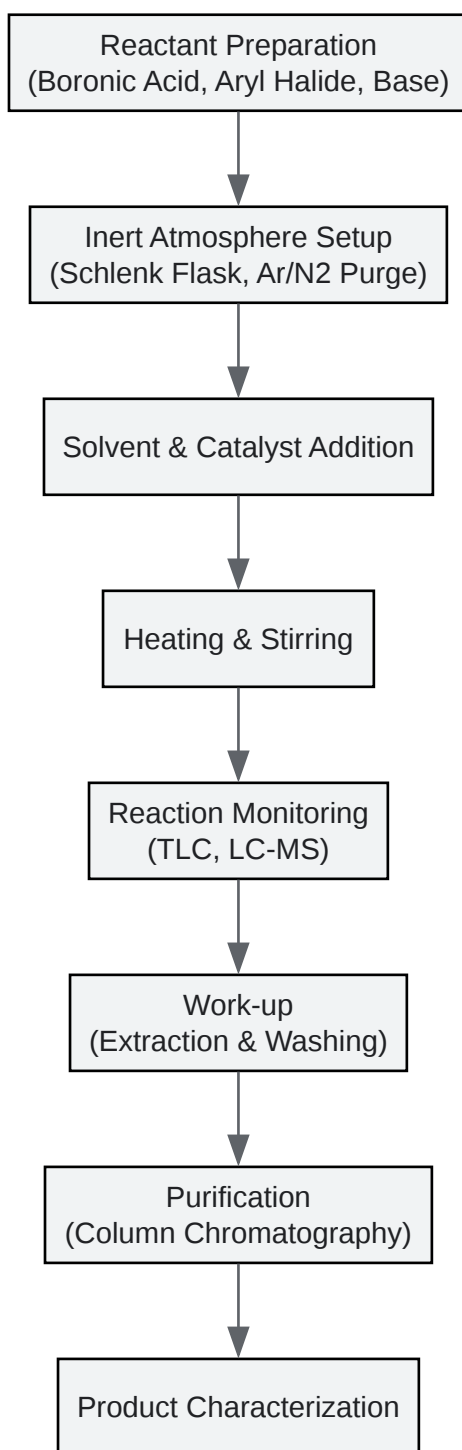 Reactant Preparation
(Boronic Acid, Aryl Halide, Base)
Inert Atmosphere Setup
(Schlenk Flask, Ar/N2 Purge)
Solvent & Catalyst Addition
Heating & Stirring
Reaction Monitoring
(TLC, LC-MS)
Work-up
(Extraction & Washing)
Purification
(Column Chromatography)
Product Characterization